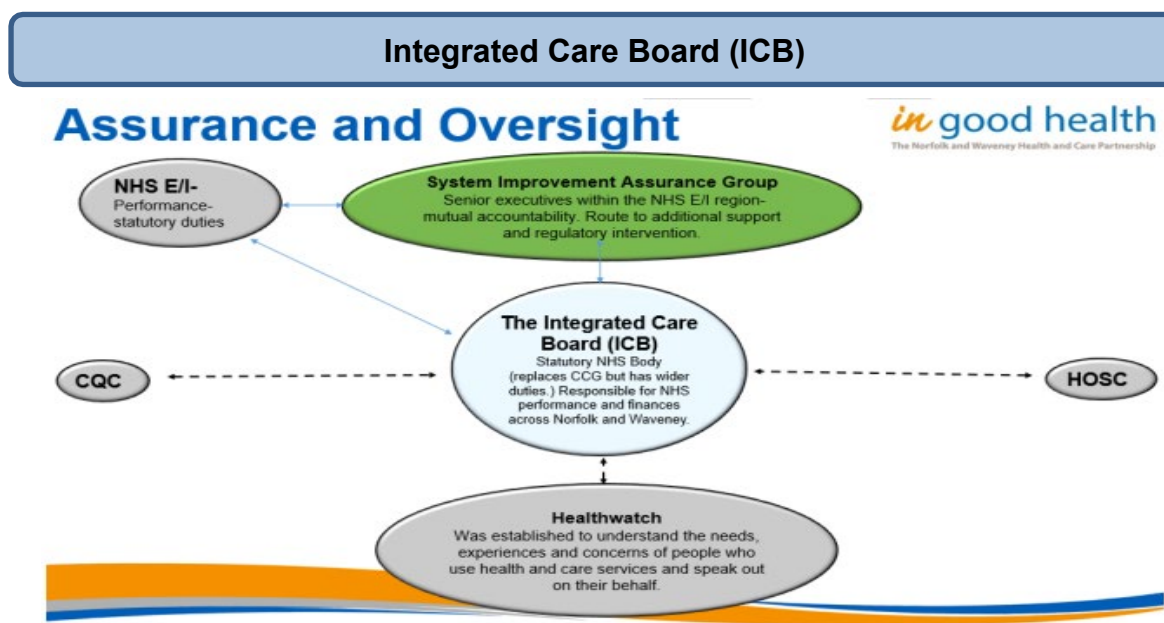 Integrated Care Board (ICB)
Assurance and Oversight
in good health
The Norfolk and Waveney Health and Care Partnership
NHS E/I-
Performance-
statutory duties
System Improvement Assurance Group
Senior executives within the NHS E/I region-
mutual accountability. Route to additional support
and regulatory intervention.
The Integrated Care
Board (ICB)
Statutory NHS Body
(replaces CCG but has wider
duties.) Responsible for NHS
performance and finances
across Norfolk and Waveney.
CQC
HOSC
Healthwatch
Was established to understand the needs,
experiences and concerns of people who
use health and care services and speak out
on their behalf.